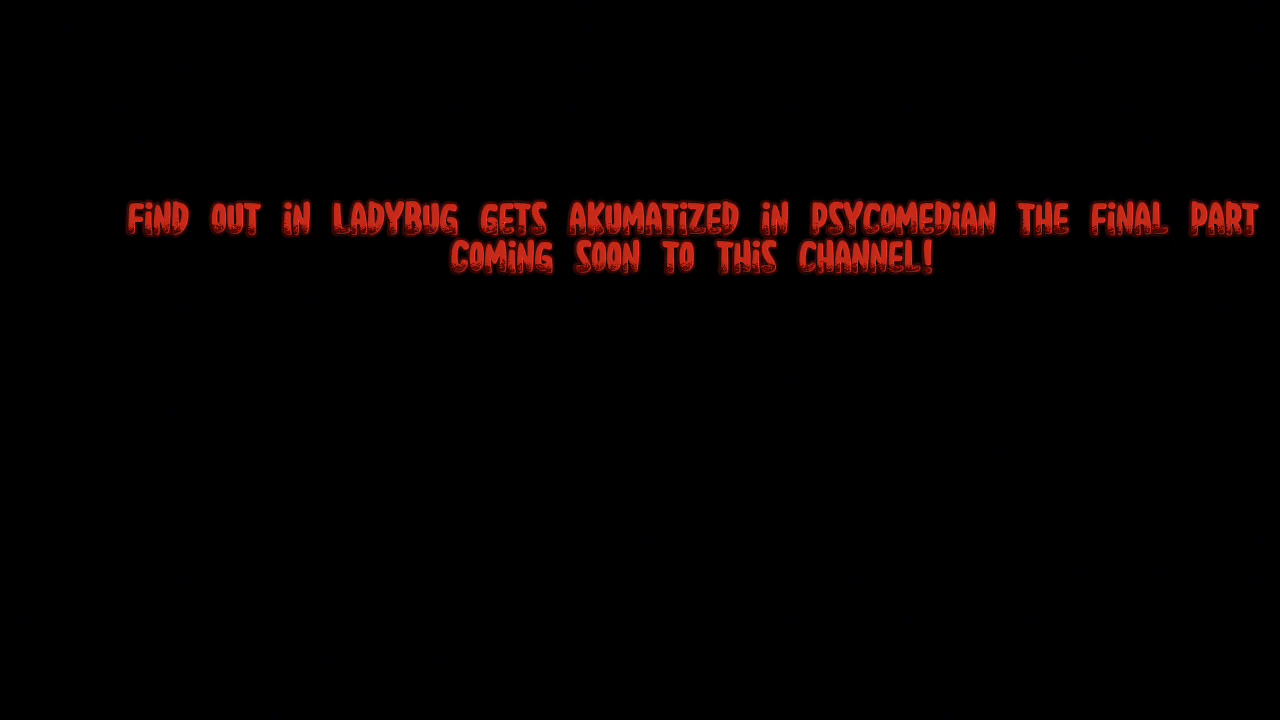 FiND OUT iN LADYBUG GETS AKUMATiZED iN PSYCOMEDiAN THE FiNAL PART
COMiNG SOON TO THiS CHANNEL!